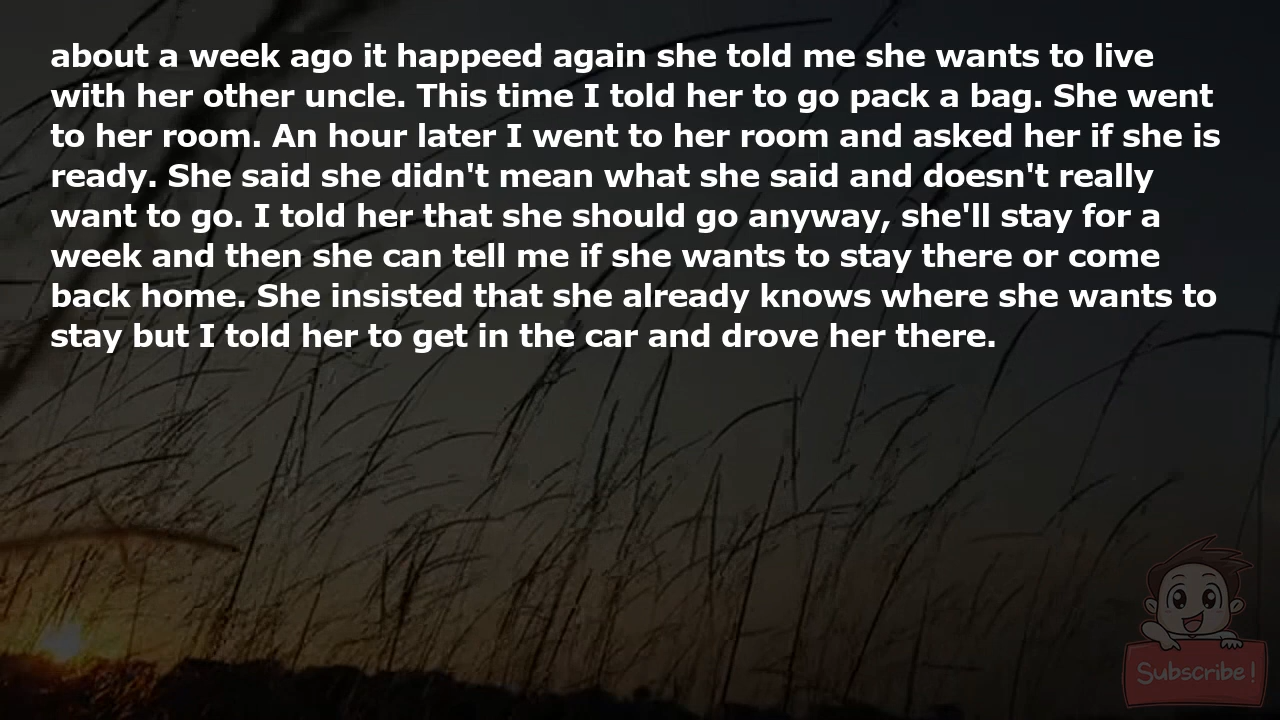 about a week ago it happeed again she told me she wants to live
with her other uncle. This time I told her to go pack a bag. She went
to her room. An hour later I went to her room and asked her if she is
ready. She said she didn't mean what she said and doesn't really
want to go. I told her that she should go anyway, she'll stay for a
week and then she can tell me if she wants to stay there or come
back home. She insisted that she already knows where she wants to
stay but I told her to get in the car and drove her there.
Subscribe!